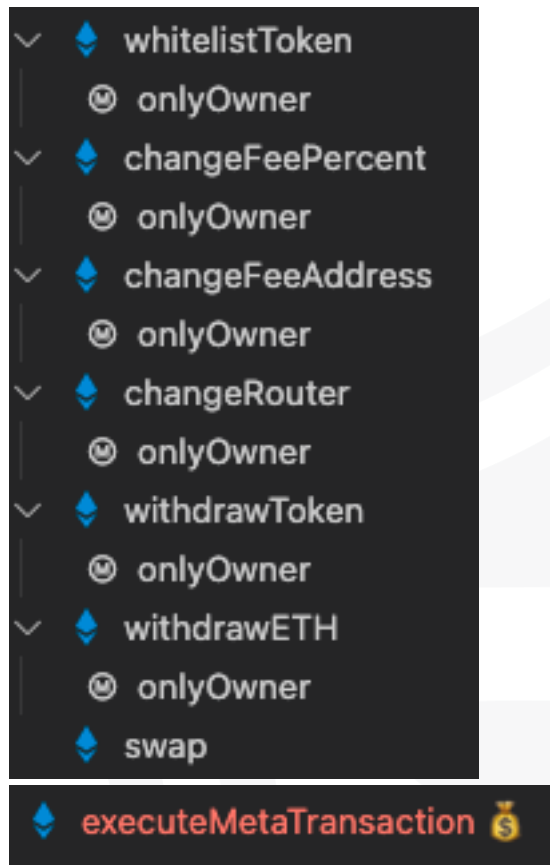 whitelistToken
onlyOwner
changeFeePercent
onlyOwner
changeFeeAddress
onlyOwner
changeRouter
onlyOwner
withdrawToken
onlyOwner
withdrawETH
onlyOwner
swap
executeMetaTransaction 💰